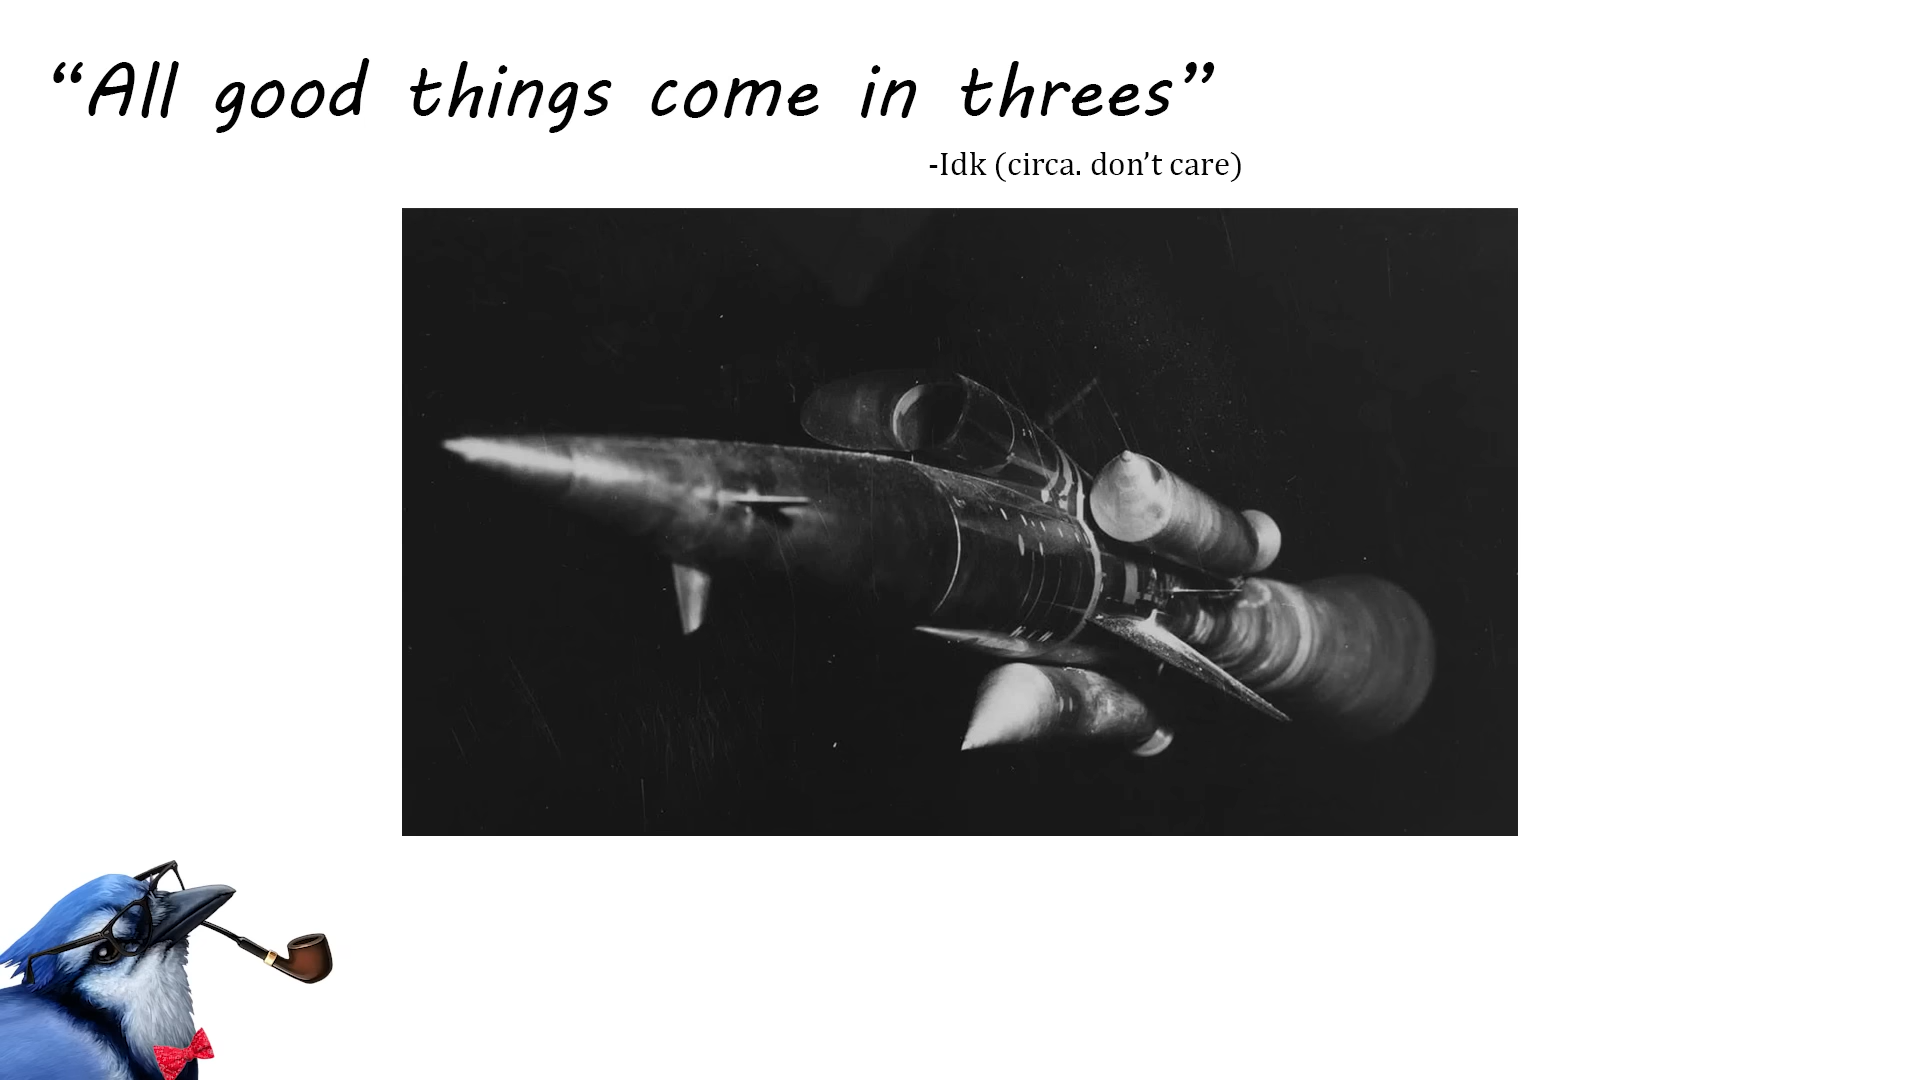 “All good things come in threes”
-Idk (circa. don’t care)